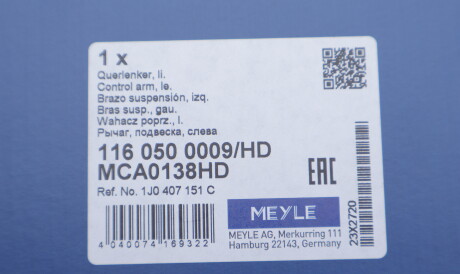 1 x
Querlenker, li.
Control arm, le.
Brazo suspensión, izq.
Bras susp., gau.
Wahacz poprz., l.
Рычаг, подвеска, слева
116 050 0009/HD
MCA0138HD
Ref. No. 1J0 407 151 C
EAC
MEYLE
MEYLE AG, Merkurring 111
Hamburg 22143, Germany
4 040074 169322
23X2720